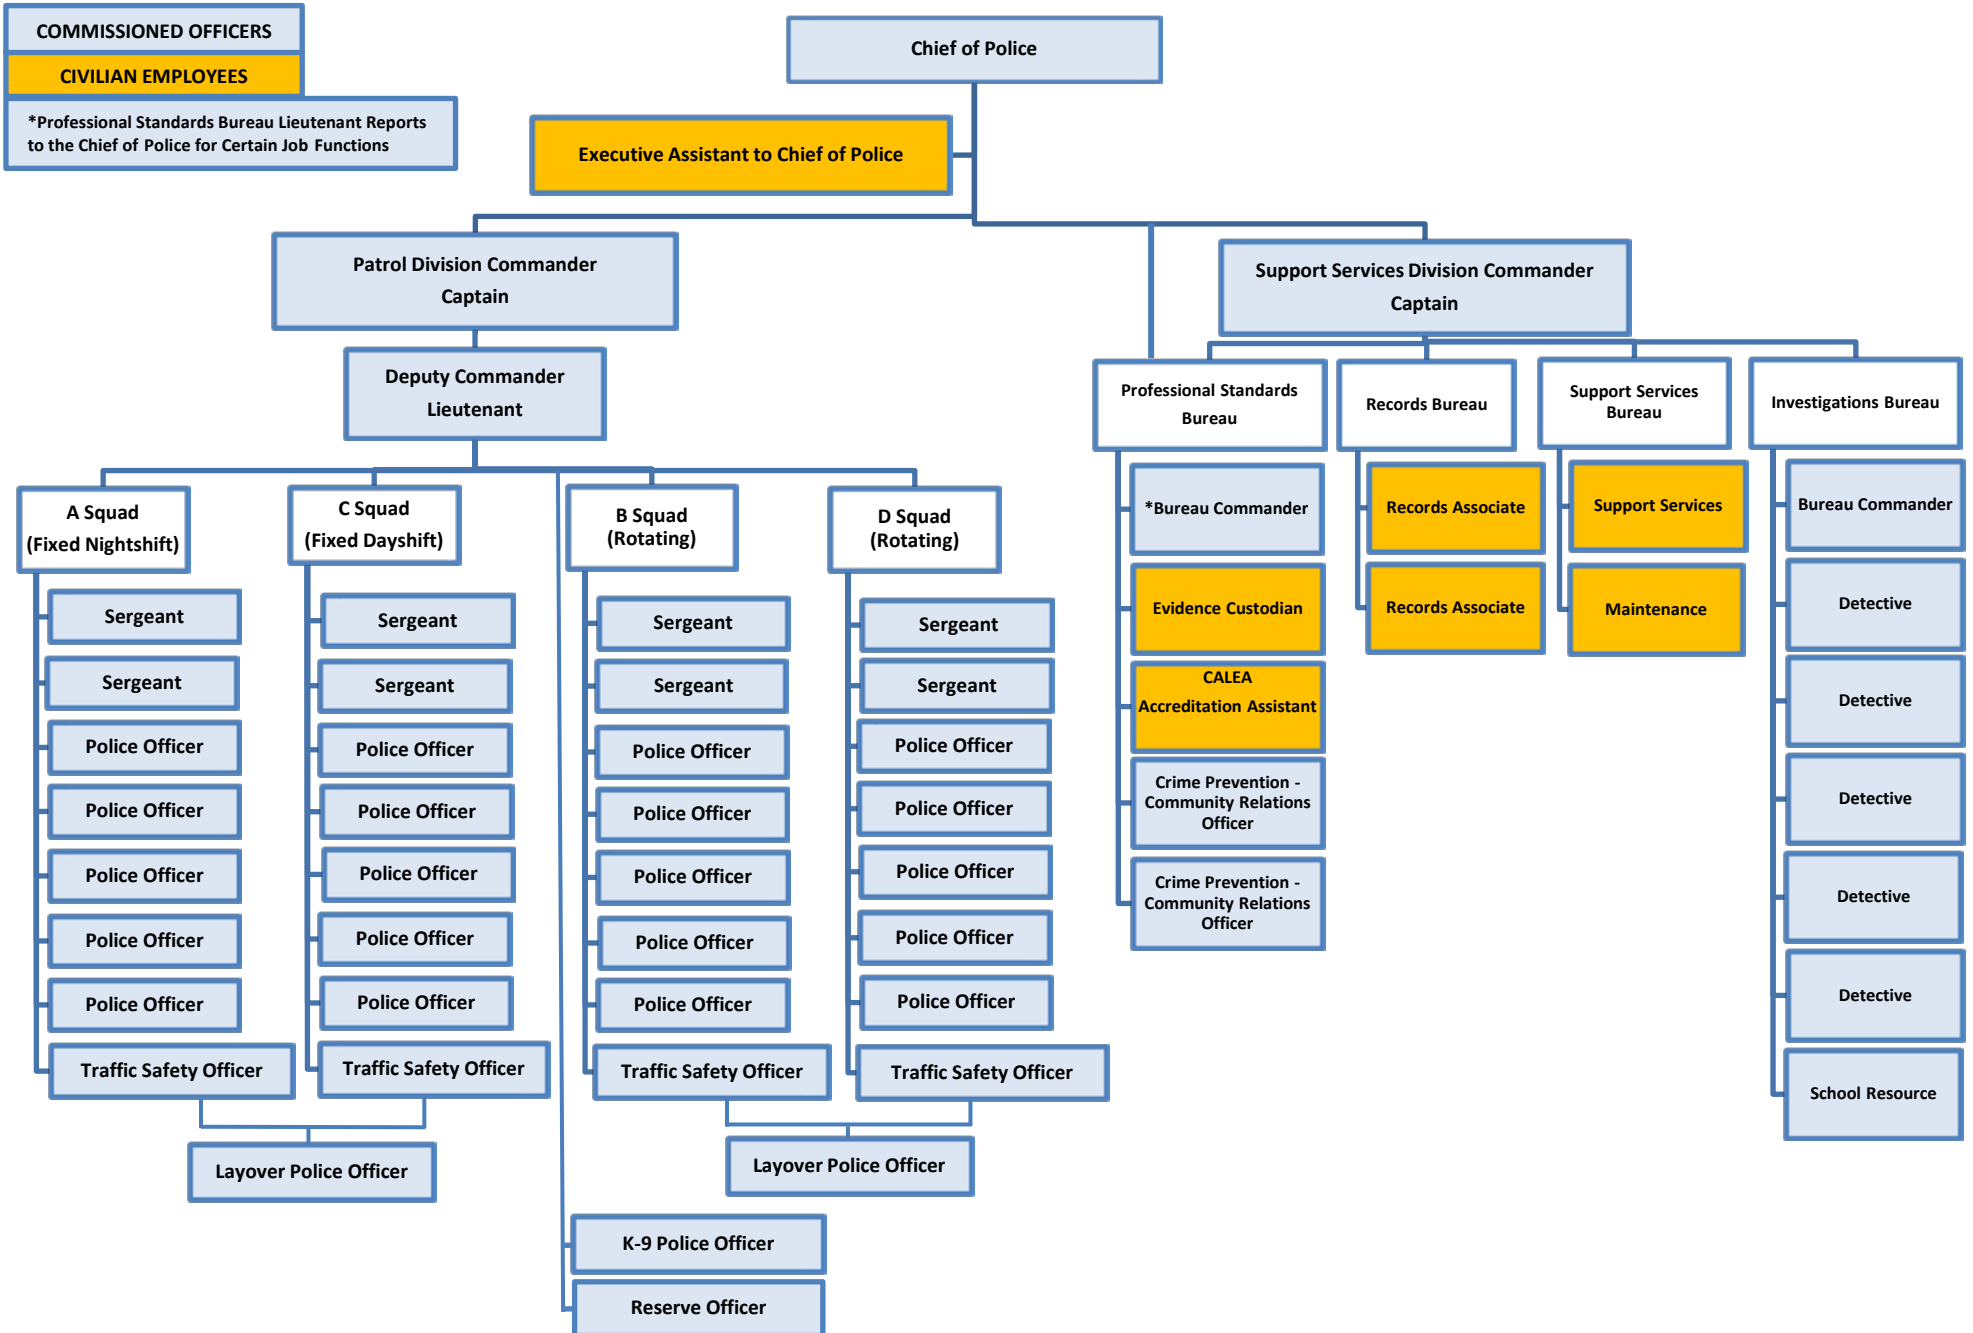 COMMISSIONED OFFICERS
CIVILIAN EMPLOYEES
*Professional Standards Bureau Lieutenant Reports
to the Chief of Police for Certain Job Functions
Chief of Police
Executive Assistant to Chief of Police
Patrol Division Commander
Captain
Support Services Division Commander
Captain
Deputy Commander
Lieutenant
A Squad
(Fixed Nightshift)
Sergeant
Sergeant
Police Officer
Police Officer
Police Officer
Police Officer
Police Officer
Traffic Safety Officer
C Squad
(Fixed Dayshift)
Sergeant
Sergeant
Police Officer
Police Officer
Police Officer
Police Officer
Police Officer
Traffic Safety Officer
Layover Police Officer
B Squad
(Rotating)
Sergeant
Sergeant
Police Officer
Police Officer
Police Officer
Police Officer
Police Officer
Traffic Safety Officer
D Squad
(Rotating)
Sergeant
Sergeant
Police Officer
Police Officer
Police Officer
Police Officer
Police Officer
Traffic Safety Officer
Layover Police Officer
K-9 Police Officer
Reserve Officer
Professional Standards
Bureau
*Bureau Commander
Evidence Custodian
CALEA
Accreditation Assistant
Crime Prevention -
Community Relations
Officer
Crime Prevention -
Community Relations
Officer
Records Bureau
Records Associate
Records Associate
Support Services
Bureau
Support Services
Maintenance
Investigations Bureau
Bureau Commander
Detective
Detective
Detective
Detective
Detective
School Resource